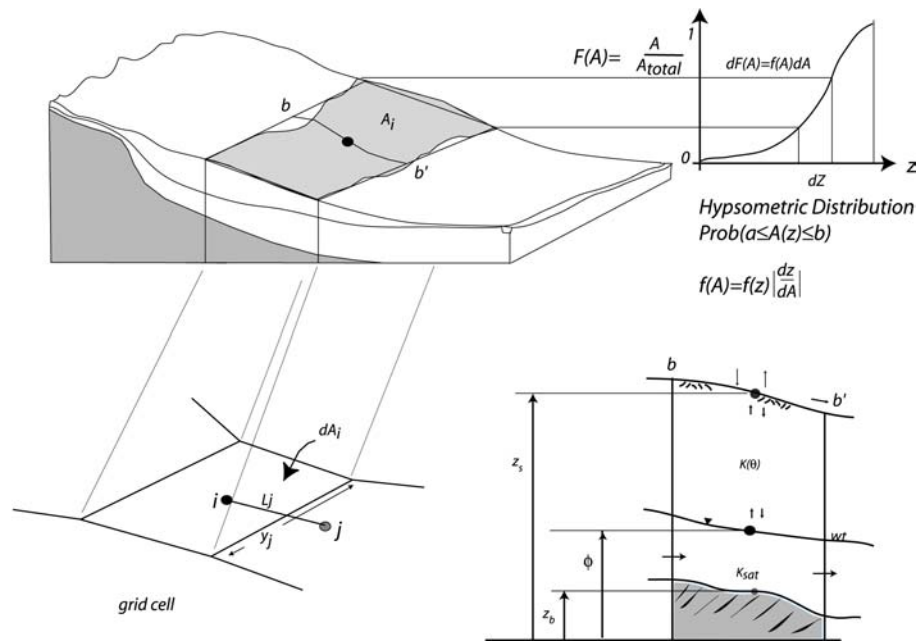 F(A)= A
A_total
1
dF(A)=f(A)dA
0
z
dZ
Hypsometric Distribution
Prob(a≤A(z)≤b)
f(A)=f(z)|dz/dA|
b
A_i
b'
dA_i
i
L_j
j
y_j
grid cell
b
b'
z_s
K(θ)
wt
ϕ
K_sat
z_b